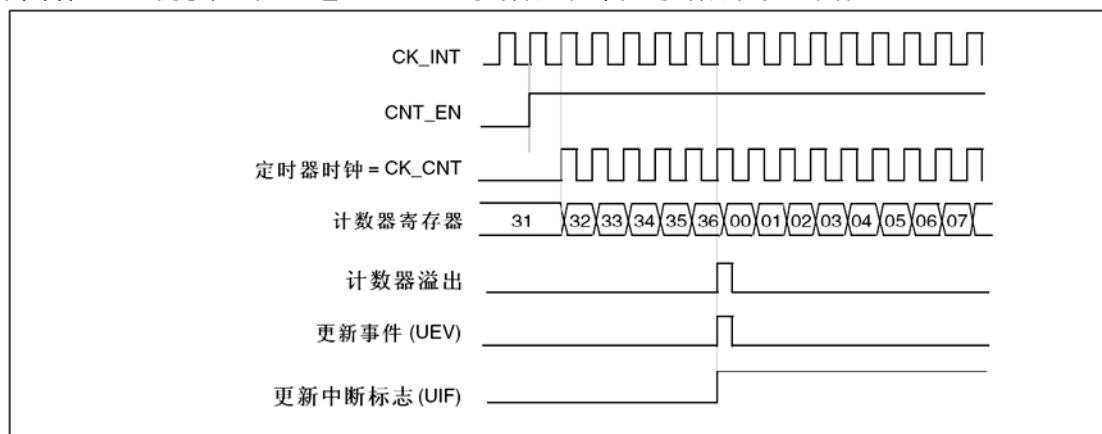 CK_INT
CNT_EN
定时器时钟 = CK_CNT
计数器寄存器 31 32 33 34 35 36 00 01 02 03 04 05 06 07
计数器溢出
更新事件 (UEV)
更新中断标志 (UIF)